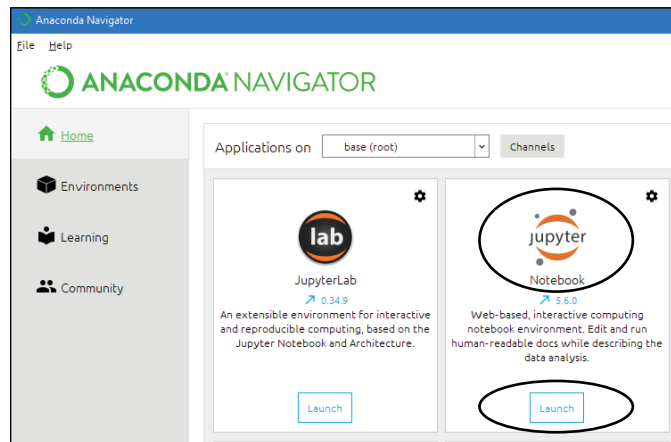 Anaconda Navigator
File Help
ANACONDA NAVIGATOR
Home
Applications on base (root) Channels
Environments
Learning
Community
lab
JupyterLab
0.34.9
An extensible environment for interactive
and reproducible computing, based on the
Jupyter Notebook and Architecture.
Launch
jupyter
Notebook
5.6.0
Web-based, interactive computing
notebook environment. Edit and run
human-readable docs while describing the
data analysis.
Launch